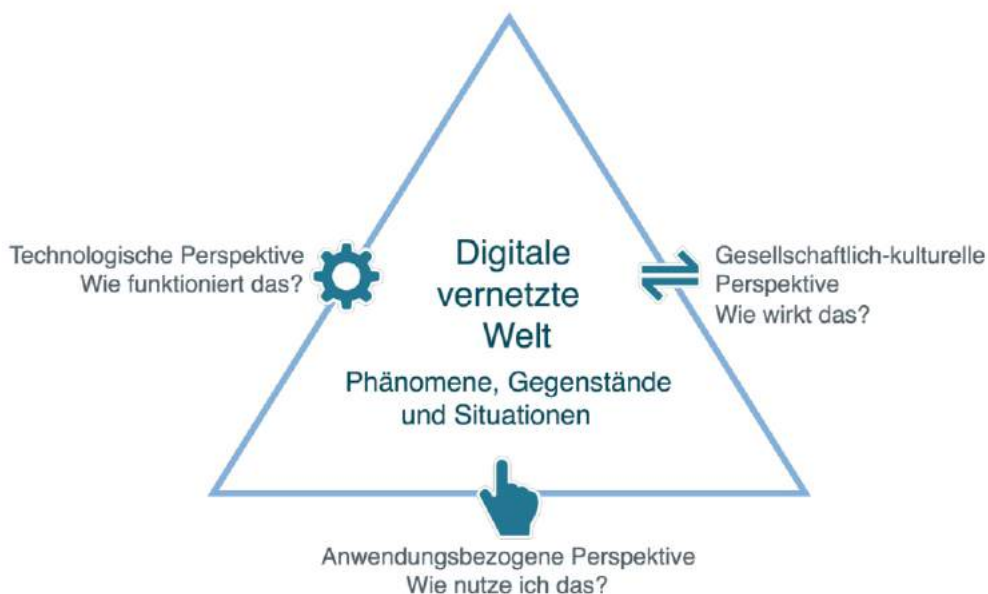 Technologische Perspektive
Wie funktioniert das?
Digitale
vernetzte
Welt
Phänomene, Gegenstände
und Situationen
Gesellschaftlich-kulturelle
Perspektive
Wie wirkt das?
Anwendungsbezogene Perspektive
Wie nutze ich das?